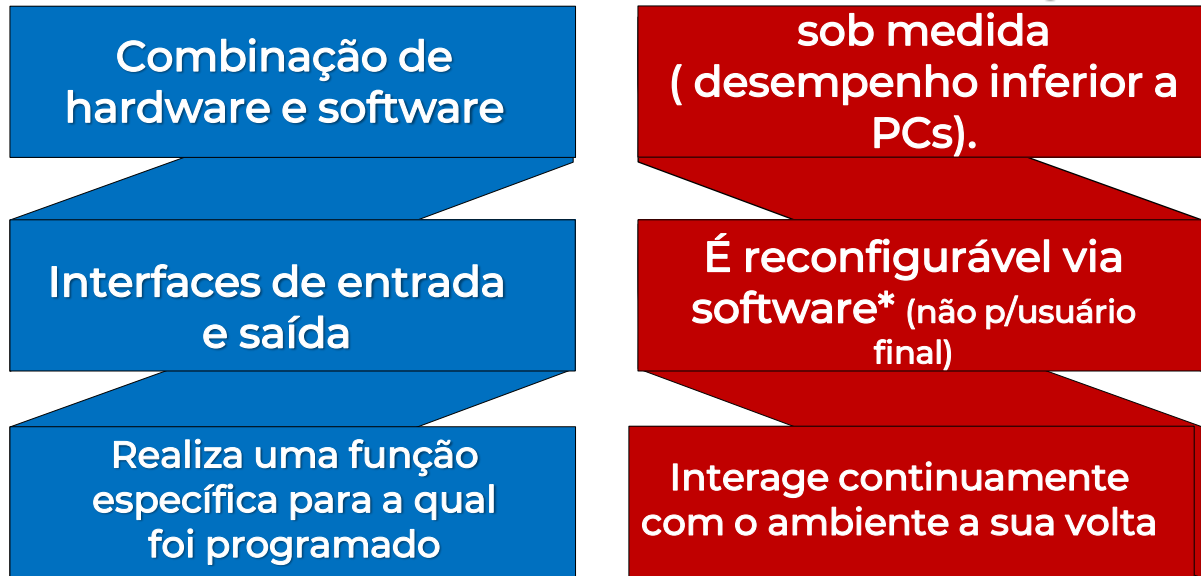 Combinação de
hardware e software
Interfaces de entrada
e saída
Realiza uma função
específica para a qual
foi programado
sob medida
( desempenho inferior a
PCs).
É reconfigurável via
software* (não p/usuário
final)
Interage continuamente
com o ambiente a sua volta